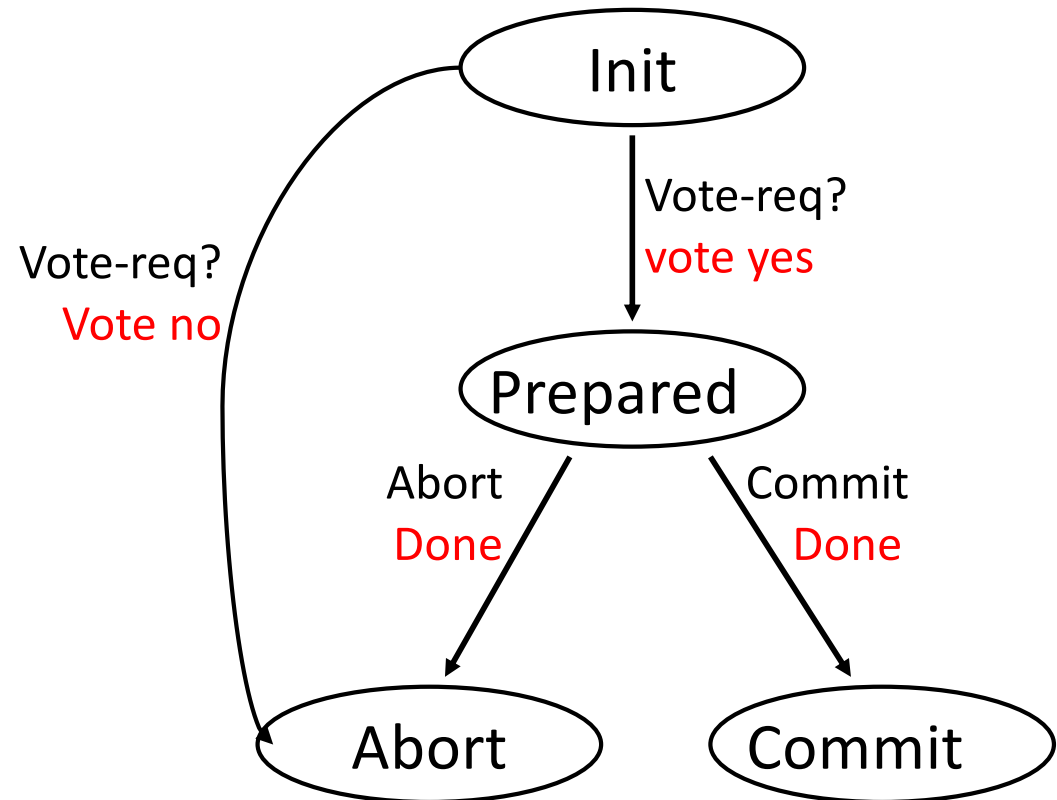 Init
Vote-req?
vote yes
Vote-req?
Vote no
Prepared
Abort
Done
Commit
Done
Abort
Commit